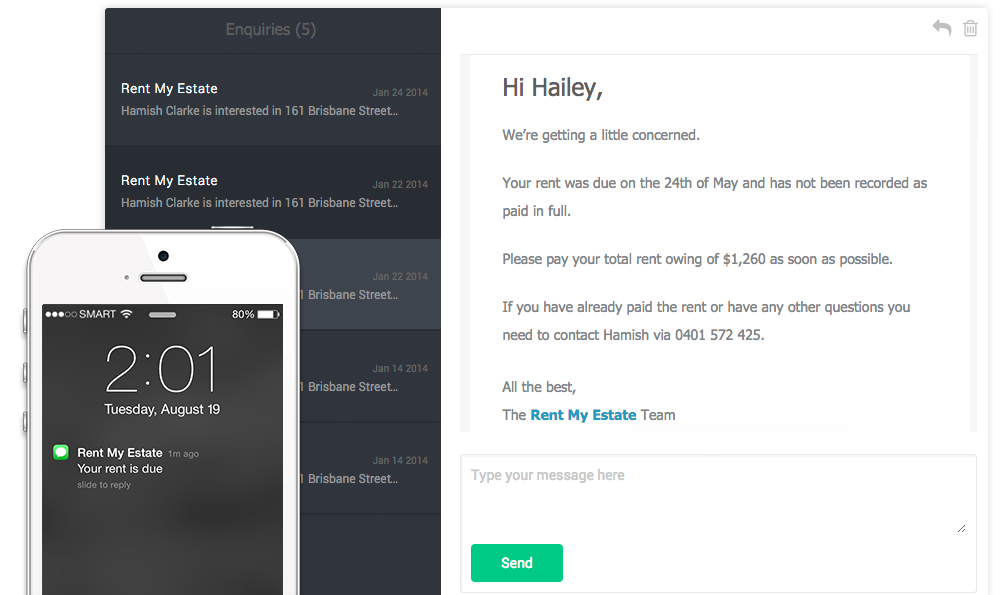 Enquiries (5)
Rent My Estate
Jan 24 2014
Hamish Clarke is interested in 161 Brisbane Street...
Rent My Estate
Jan 22 2014
Hamish Clarke is interested in 161 Brisbane Street...
Jan 22 2014
1 Brisbane Street...
Jan 14 2014
1 Brisbane Street...
Jan 14 2014
1 Brisbane Street...
SMART
80%
2:01
Tuesday, August 19
Rent My Estate 1m ago
Your rent is due
slide to reply
Hi Hailey,
We're getting a little concerned.
Your rent was due on the 24th of May and has not been recorded as
paid in full.
Please pay your total rent owing of $1,260 as soon as possible.
If you have already paid the rent or have any other questions you
need to contact Hamish via 0401 572 425.
All the best,
The Rent My Estate Team
Type your message here
Send